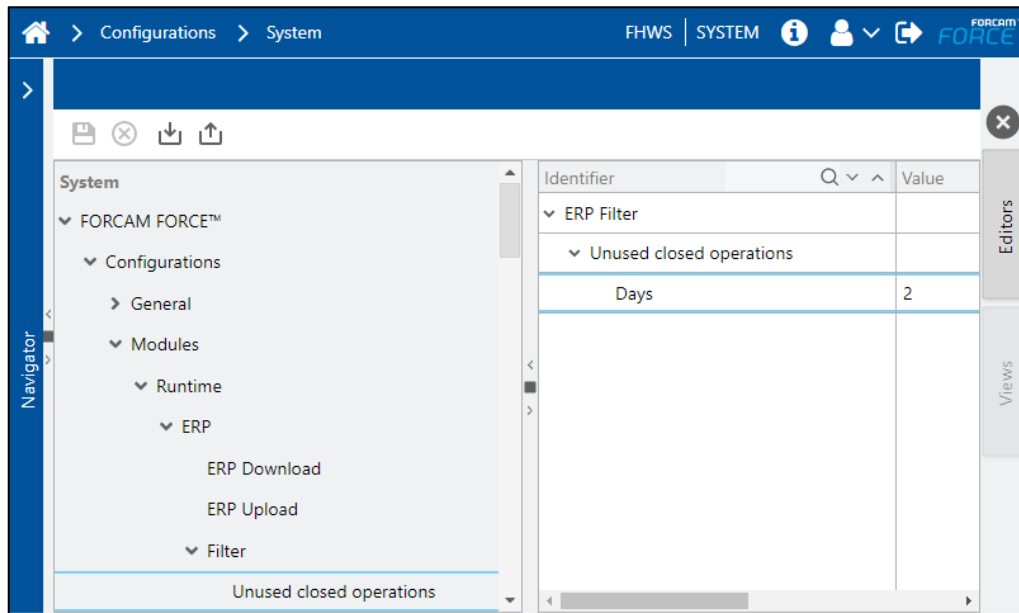 Configurations System FHWS SYSTEM FORCAM FORCE
System
FORCAM FORCE™
Configurations
General
Modules
Runtime
ERP
ERP Download
ERP Upload
Filter
Unused closed operations
Identifier Value
ERP Filter
Unused closed operations
Days 2
Navigator
Editors
Views